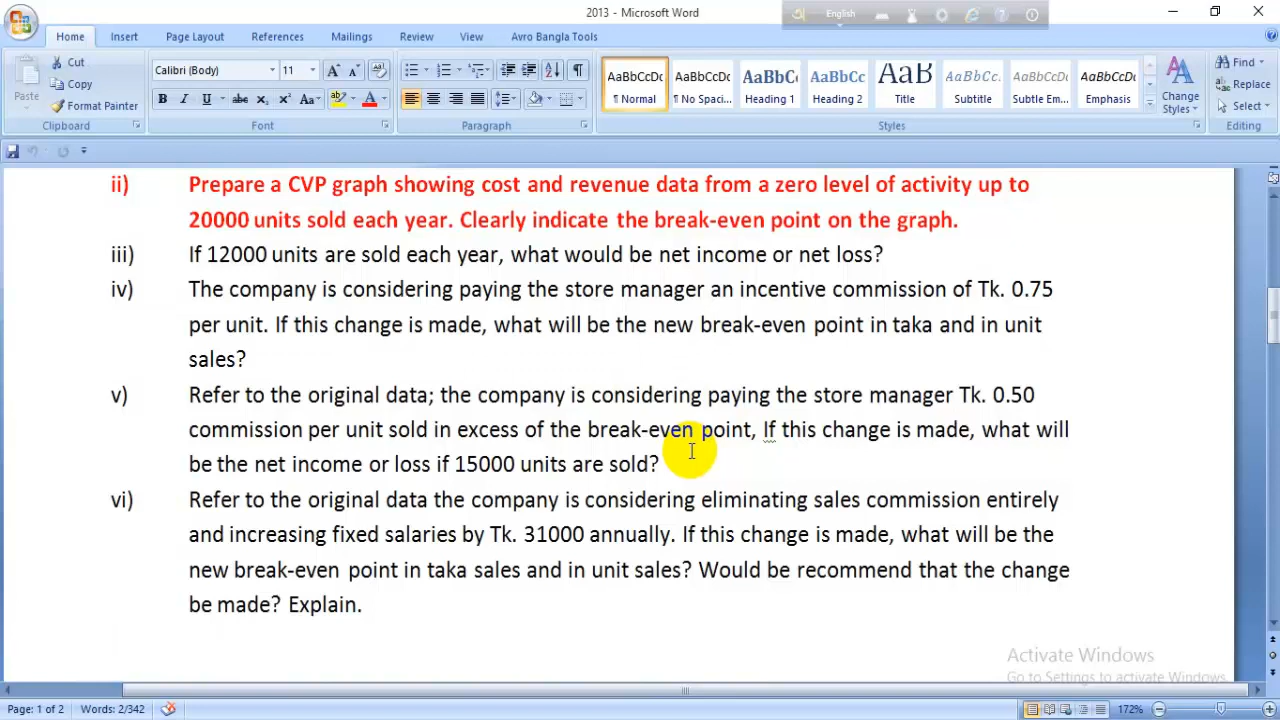 2013 - Microsoft Word
English
Home Insert Page Layout References Mailings Review View Avro Bangla Tools
Paste
Cut
Copy
Format Painter
Clipboard
Calibri (Body) 11
B I U abc x₂ x² Aa
Font
Paragraph
AaBbCcDc AaBbCcDc AaBbCc AaBbCc AaB AaBbCcL AaBbCcDc AaBbCcDc
¶ Normal ¶ No Spaci... Heading 1 Heading 2 Title Subtitle Subtle Em... Emphasis
Change Styles
Styles
Find
Replace
Select
Editing
ii) Prepare a CVP graph showing cost and revenue data from a zero level of activity up to
20000 units sold each year. Clearly indicate the break-even point on the graph.
iii) If 12000 units are sold each year, what would be net income or net loss?
iv) The company is considering paying the store manager an incentive commission of Tk. 0.75
per unit. If this change is made, what will be the new break-even point in taka and in unit
sales?
v) Refer to the original data; the company is considering paying the store manager Tk. 0.50
commission per unit sold in excess of the break-even point, If this change is made, what will
be the net income or loss if 15000 units are sold?
vi) Refer to the original data the company is considering eliminating sales commission entirely
and increasing fixed salaries by Tk. 31000 annually. If this change is made, what will be the
new break-even point in taka sales and in unit sales? Would be recommend that the change
be made? Explain.
Activate Windows
Go to Settings to activate Windows.
Page: 1 of 2 Words: 2/342 172%